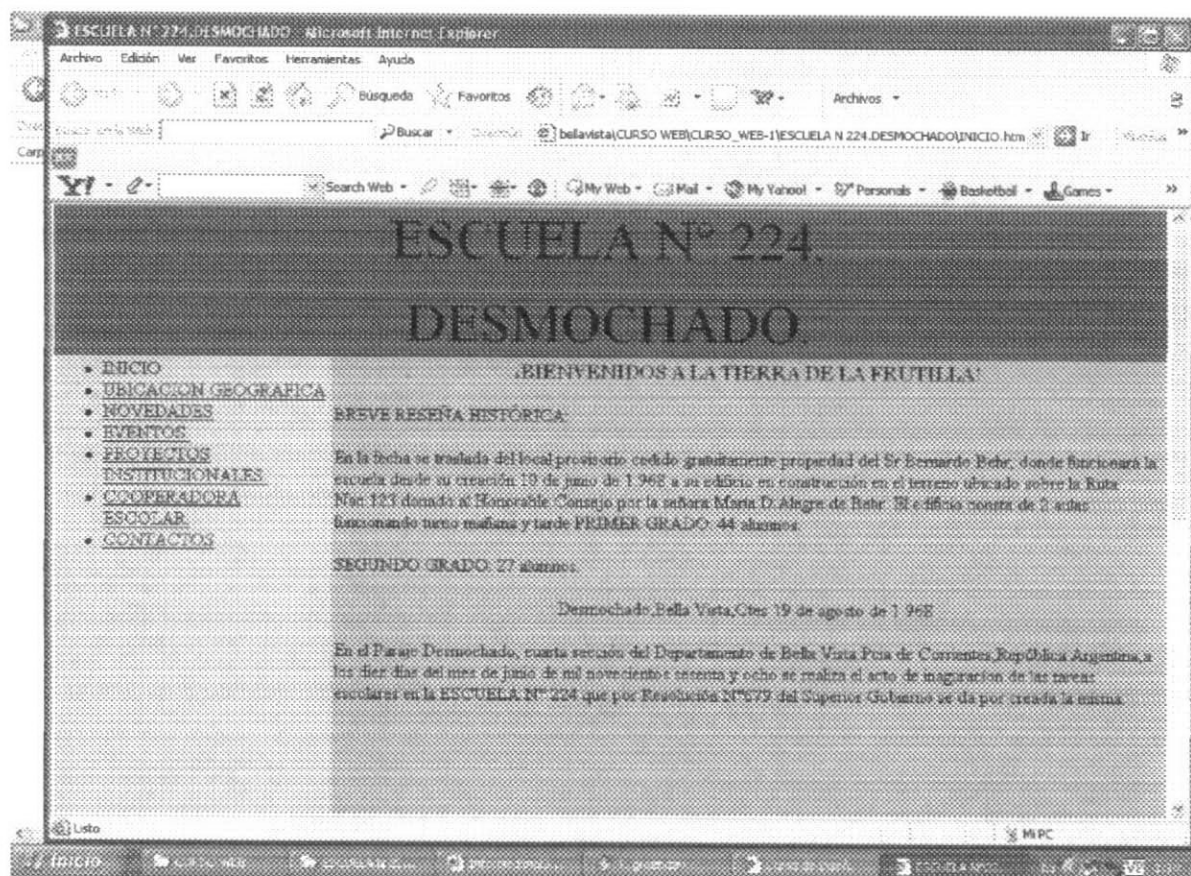 ESCUELA N° 224.DESMOCHADO - Microsoft Internet Explorer
Archivo Edición Ver Favoritos Herramientas Ayuda
Búsqueda Favoritos Archivos
Buscar bellavista\CURSO WEB\CURSO_WEB-1\ESCUELA N 224.DESMOCHADO\INICIO.htm Ir
Carp
Y! Search Web My Web Mail My Yahoo! Personals Basketball Games
ESCUELA N° 224.
DESMOCHADO.
INICIO
UBICACION GEOGRAFICA
NOVEDADES
EVENTOS
PROYECTOS
INSTITUCIONALES
COOPERADORA
ESCOLAR
CONTACTOS
¡BIENVENIDOS A LA TIERRA DE LA FRUTILLA!
BREVE RESEÑA HISTÓRICA:
En la fecha se traslada del local provisorio cedido gratuitamente propiedad del Sr Bernardo Behr, donde funcionará la
escuela desde su creación 10 de junio de 1.968 a su edificio en construcción en el terreno ubicado sobre la Ruta
Nac 123 donado al Honorable Consejo por la señora María D.Alegre de Behr. El edificio consta de 2 aulas
funcionando turno mañana y tarde PRIMER GRADO: 44 alumnos.
SEGUNDO GRADO: 27 alumnos.
Desmochado,Bella Vista,Ctes 19 de agosto de 1.968
En el Paraje Desmochado, cuarta sección del Departamento de Bella Vista Pcia de Corrientes,República Argentina,a
los diez días del mes de junio de mil novecientos sesenta y ocho se realiza el acto de inaguración de las tareas
escolares en la ESCUELA N° 224 que por Resolución N°679 del Superior Gobierno se da por creada la misma.
Listo Mi PC
Inicio